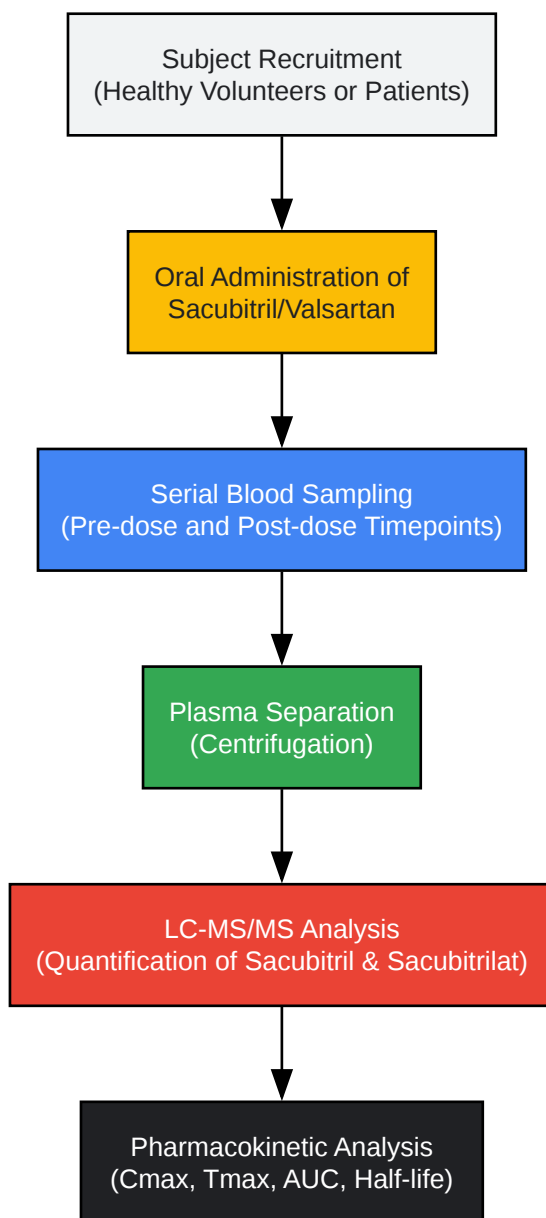 Subject Recruitment
(Healthy Volunteers or Patients)
Oral Administration of
Sacubitril/Valsartan
Serial Blood Sampling
(Pre-dose and Post-dose Timepoints)
Plasma Separation
(Centrifugation)
LC-MS/MS Analysis
(Quantification of Sacubitril & Sacubitrilat)
Pharmacokinetic Analysis
(Cmax, Tmax, AUC, Half-life)